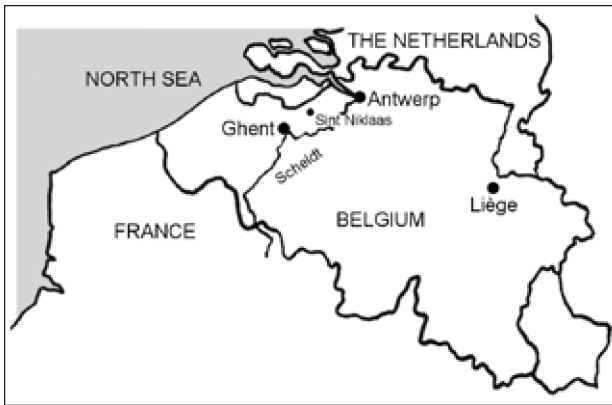 THE NETHERLANDS
NORTH SEA
Antwerp
Sint Niklaas
Ghent
Scheldt
Liège
BELGIUM
FRANCE